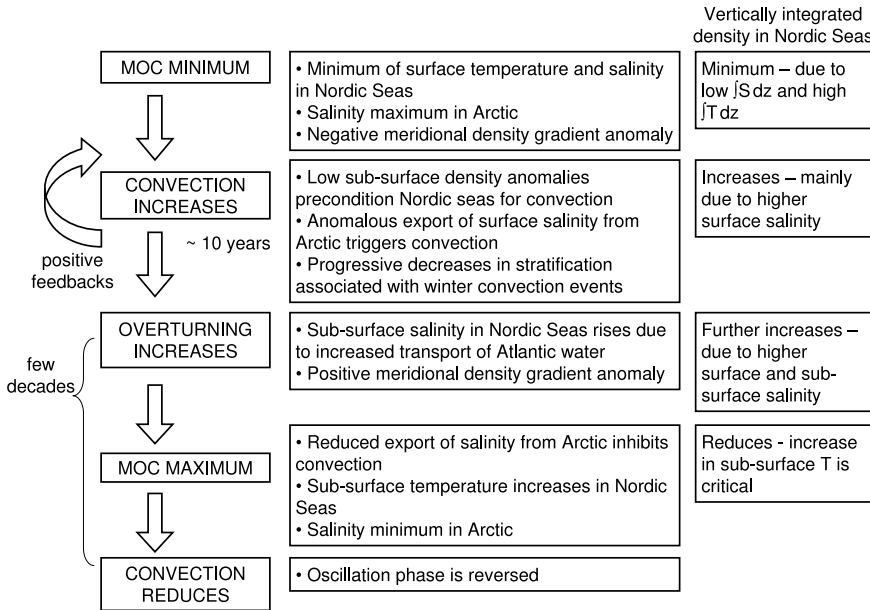 Vertically integrated
density in Nordic Seas
MOC MINIMUM
• Minimum of surface temperature and salinity
in Nordic Seas
• Salinity maximum in Arctic
• Negative meridional density gradient anomaly
Minimum – due to
low ∫S dz and high
∫T dz
CONVECTION
INCREASES
• Low sub-surface density anomalies
precondition Nordic seas for convection
• Anomalous export of surface salinity from
Arctic triggers convection
• Progressive decreases in stratification
associated with winter convection events
Increases – mainly
due to higher
surface salinity
positive
feedbacks
~ 10 years
OVERTURNING
INCREASES
• Sub-surface salinity in Nordic Seas rises due
to increased transport of Atlantic water
• Positive meridional density gradient anomaly
Further increases –
due to higher
surface and sub-
surface salinity
few
decades
MOC MAXIMUM
• Reduced export of salinity from Arctic inhibits
convection
• Sub-surface temperature increases in Nordic
Seas
• Salinity minimum in Arctic
Reduces - increase
in sub-surface T is
critical
CONVECTION
REDUCES
• Oscillation phase is reversed